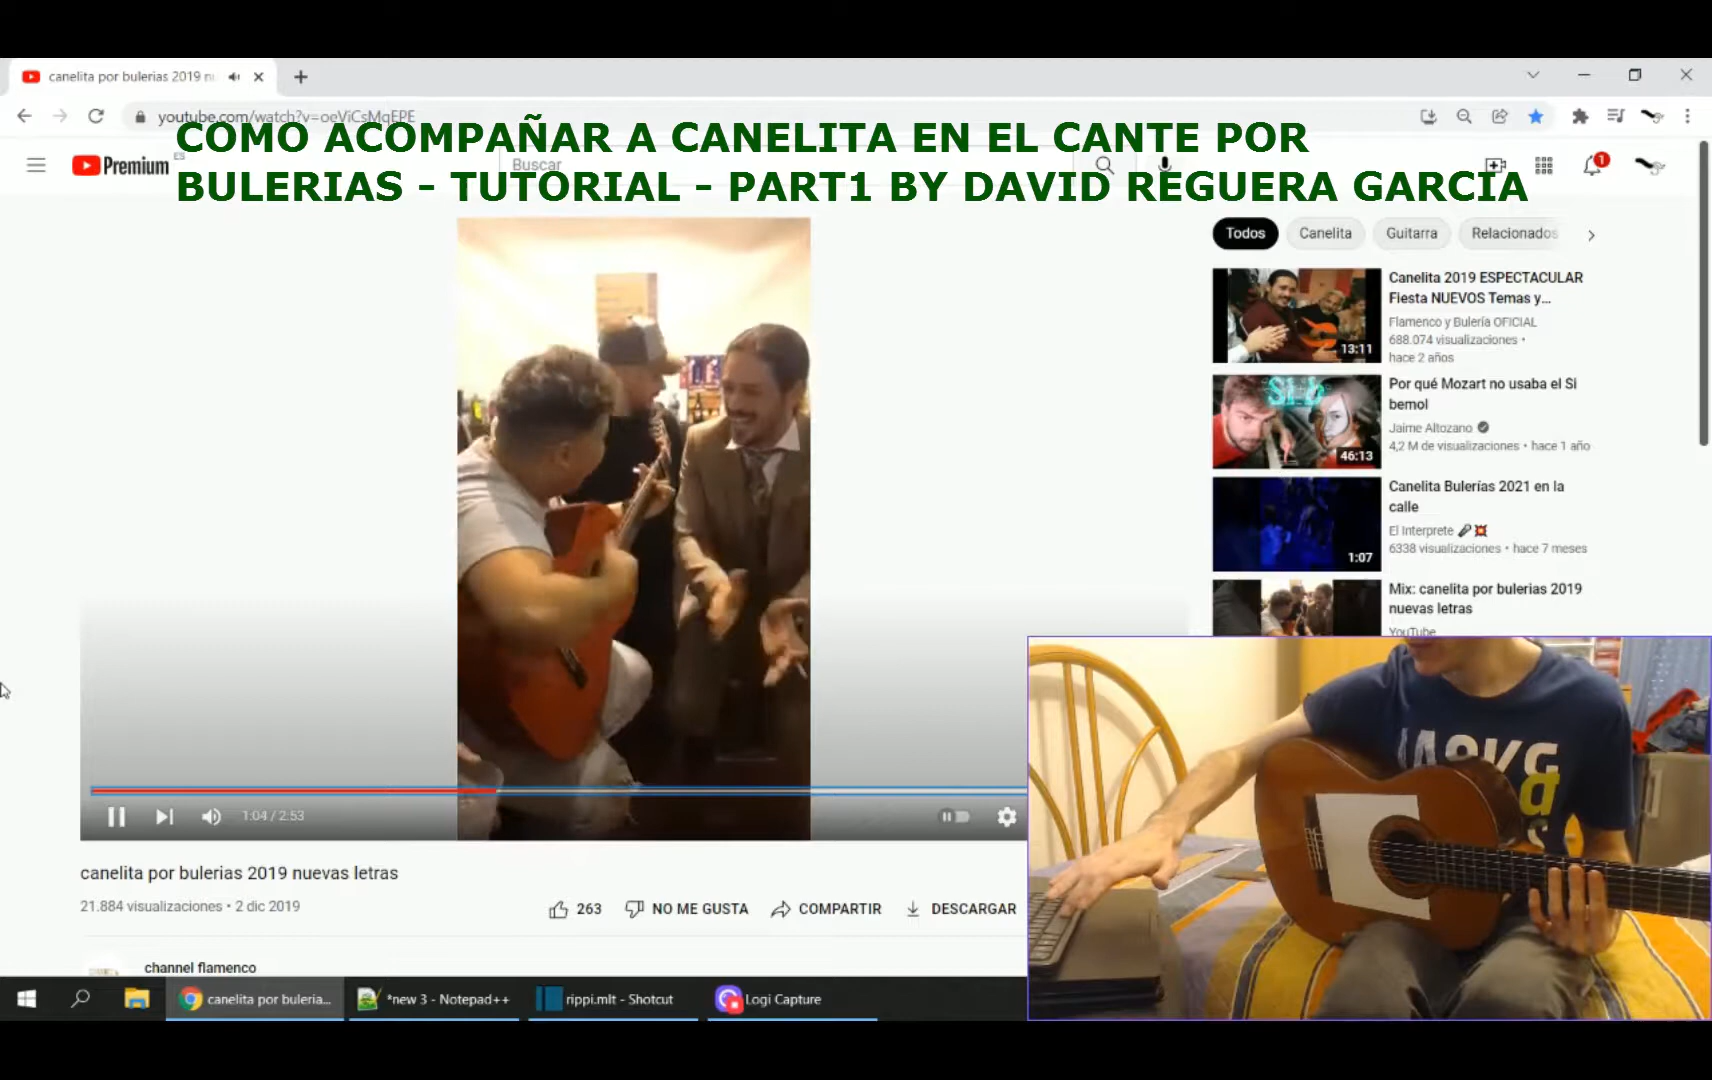 canelita por bulerias 2019 nu
youtube.com/watch?v=oeViCsMqEPE
COMO ACOMPAÑAR A CANELITA EN EL CANTE POR
BULERIAS - TUTORIAL - PART1 BY DAVID REGUERA GARCIA
Premium ES
Buscar
1
Todos Canelita Guitarra Relacionados
Canelita 2019 ESPECTACULAR
Fiesta NUEVOS Temas y...
Flamenco y Bulería OFICIAL
688.074 visualizaciones •
hace 2 años
13:11
Por qué Mozart no usaba el Si
bemol
Jaime Altozano
4,2 M de visualizaciones • hace 1 año
46:13
Canelita Bulerías 2021 en la
calle
El Interprete
6338 visualizaciones • hace 7 meses
1:07
Mix: canelita por bulerias 2019
nuevas letras
YouTube
1:04 / 2:53
canelita por bulerias 2019 nuevas letras
21.884 visualizaciones • 2 dic 2019
263 NO ME GUSTA COMPARTIR DESCARGAR
channel flamenco
canelita por buleria... *new 3 - Notepad++ rippi.mlt - Shotcut Logi Capture